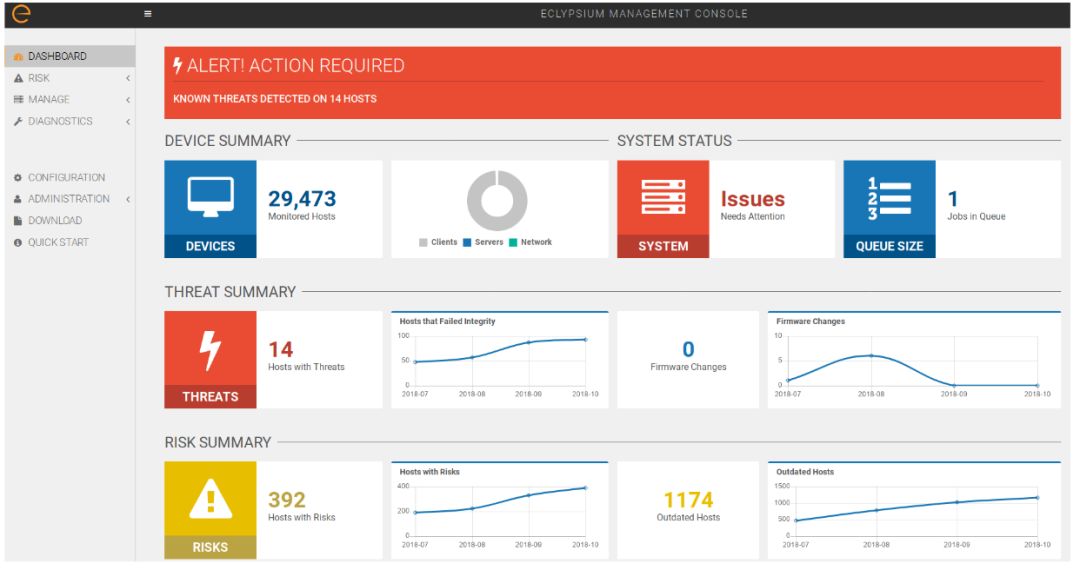 ECLYPSIUM MANAGEMENT CONSOLE
DASHBOARD
RISK
MANAGE
DIAGNOSTICS
CONFIGURATION
ADMINISTRATION
DOWNLOAD
QUICK START
ALERT! ACTION REQUIRED
KNOWN THREATS DETECTED ON 14 HOSTS
DEVICE SUMMARY
DEVICES
29,473
Monitored Hosts
Clients Servers Network
SYSTEM STATUS
SYSTEM
Issues
Needs Attention
1
2
3
QUEUE SIZE
1
Jobs in Queue
THREAT SUMMARY
THREATS
14
Hosts with Threats
Hosts that Failed Integrity
100
50
0
2018-07 2018-08 2018-09 2018-10
0
Firmware Changes
Firmware Changes
10
5
0
2018-07 2018-08 2018-09 2018-10
RISK SUMMARY
RISKS
392
Hosts with Risks
Hosts with Risks
400
200
0
2018-07 2018-08 2018-09 2018-10
1174
Outdated Hosts
Outdated Hosts
1500
1000
500
0
2018-07 2018-08 2018-09 2018-10